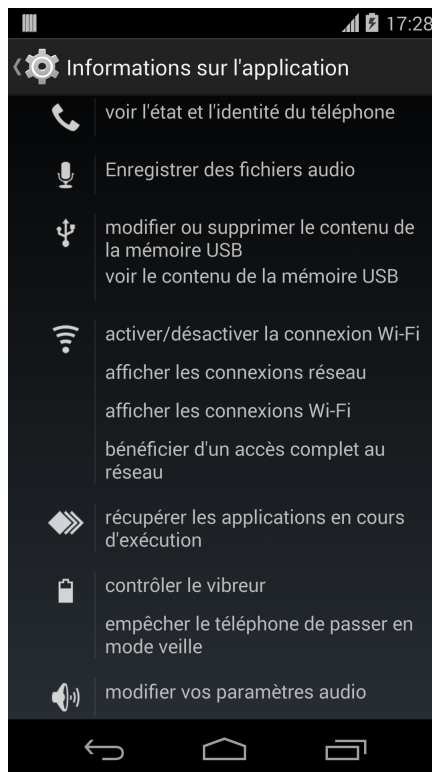 17:28
Informations sur l'application
voir l'état et l'identité du téléphone
Enregistrer des fichiers audio
modifier ou supprimer le contenu de
la mémoire USB
voir le contenu de la mémoire USB
activer/désactiver la connexion Wi-Fi
afficher les connexions réseau
afficher les connexions Wi-Fi
bénéficier d'un accès complet au
réseau
récupérer les applications en cours
d'exécution
contrôler le vibreur
empêcher le téléphone de passer en
mode veille
modifier vos paramètres audio